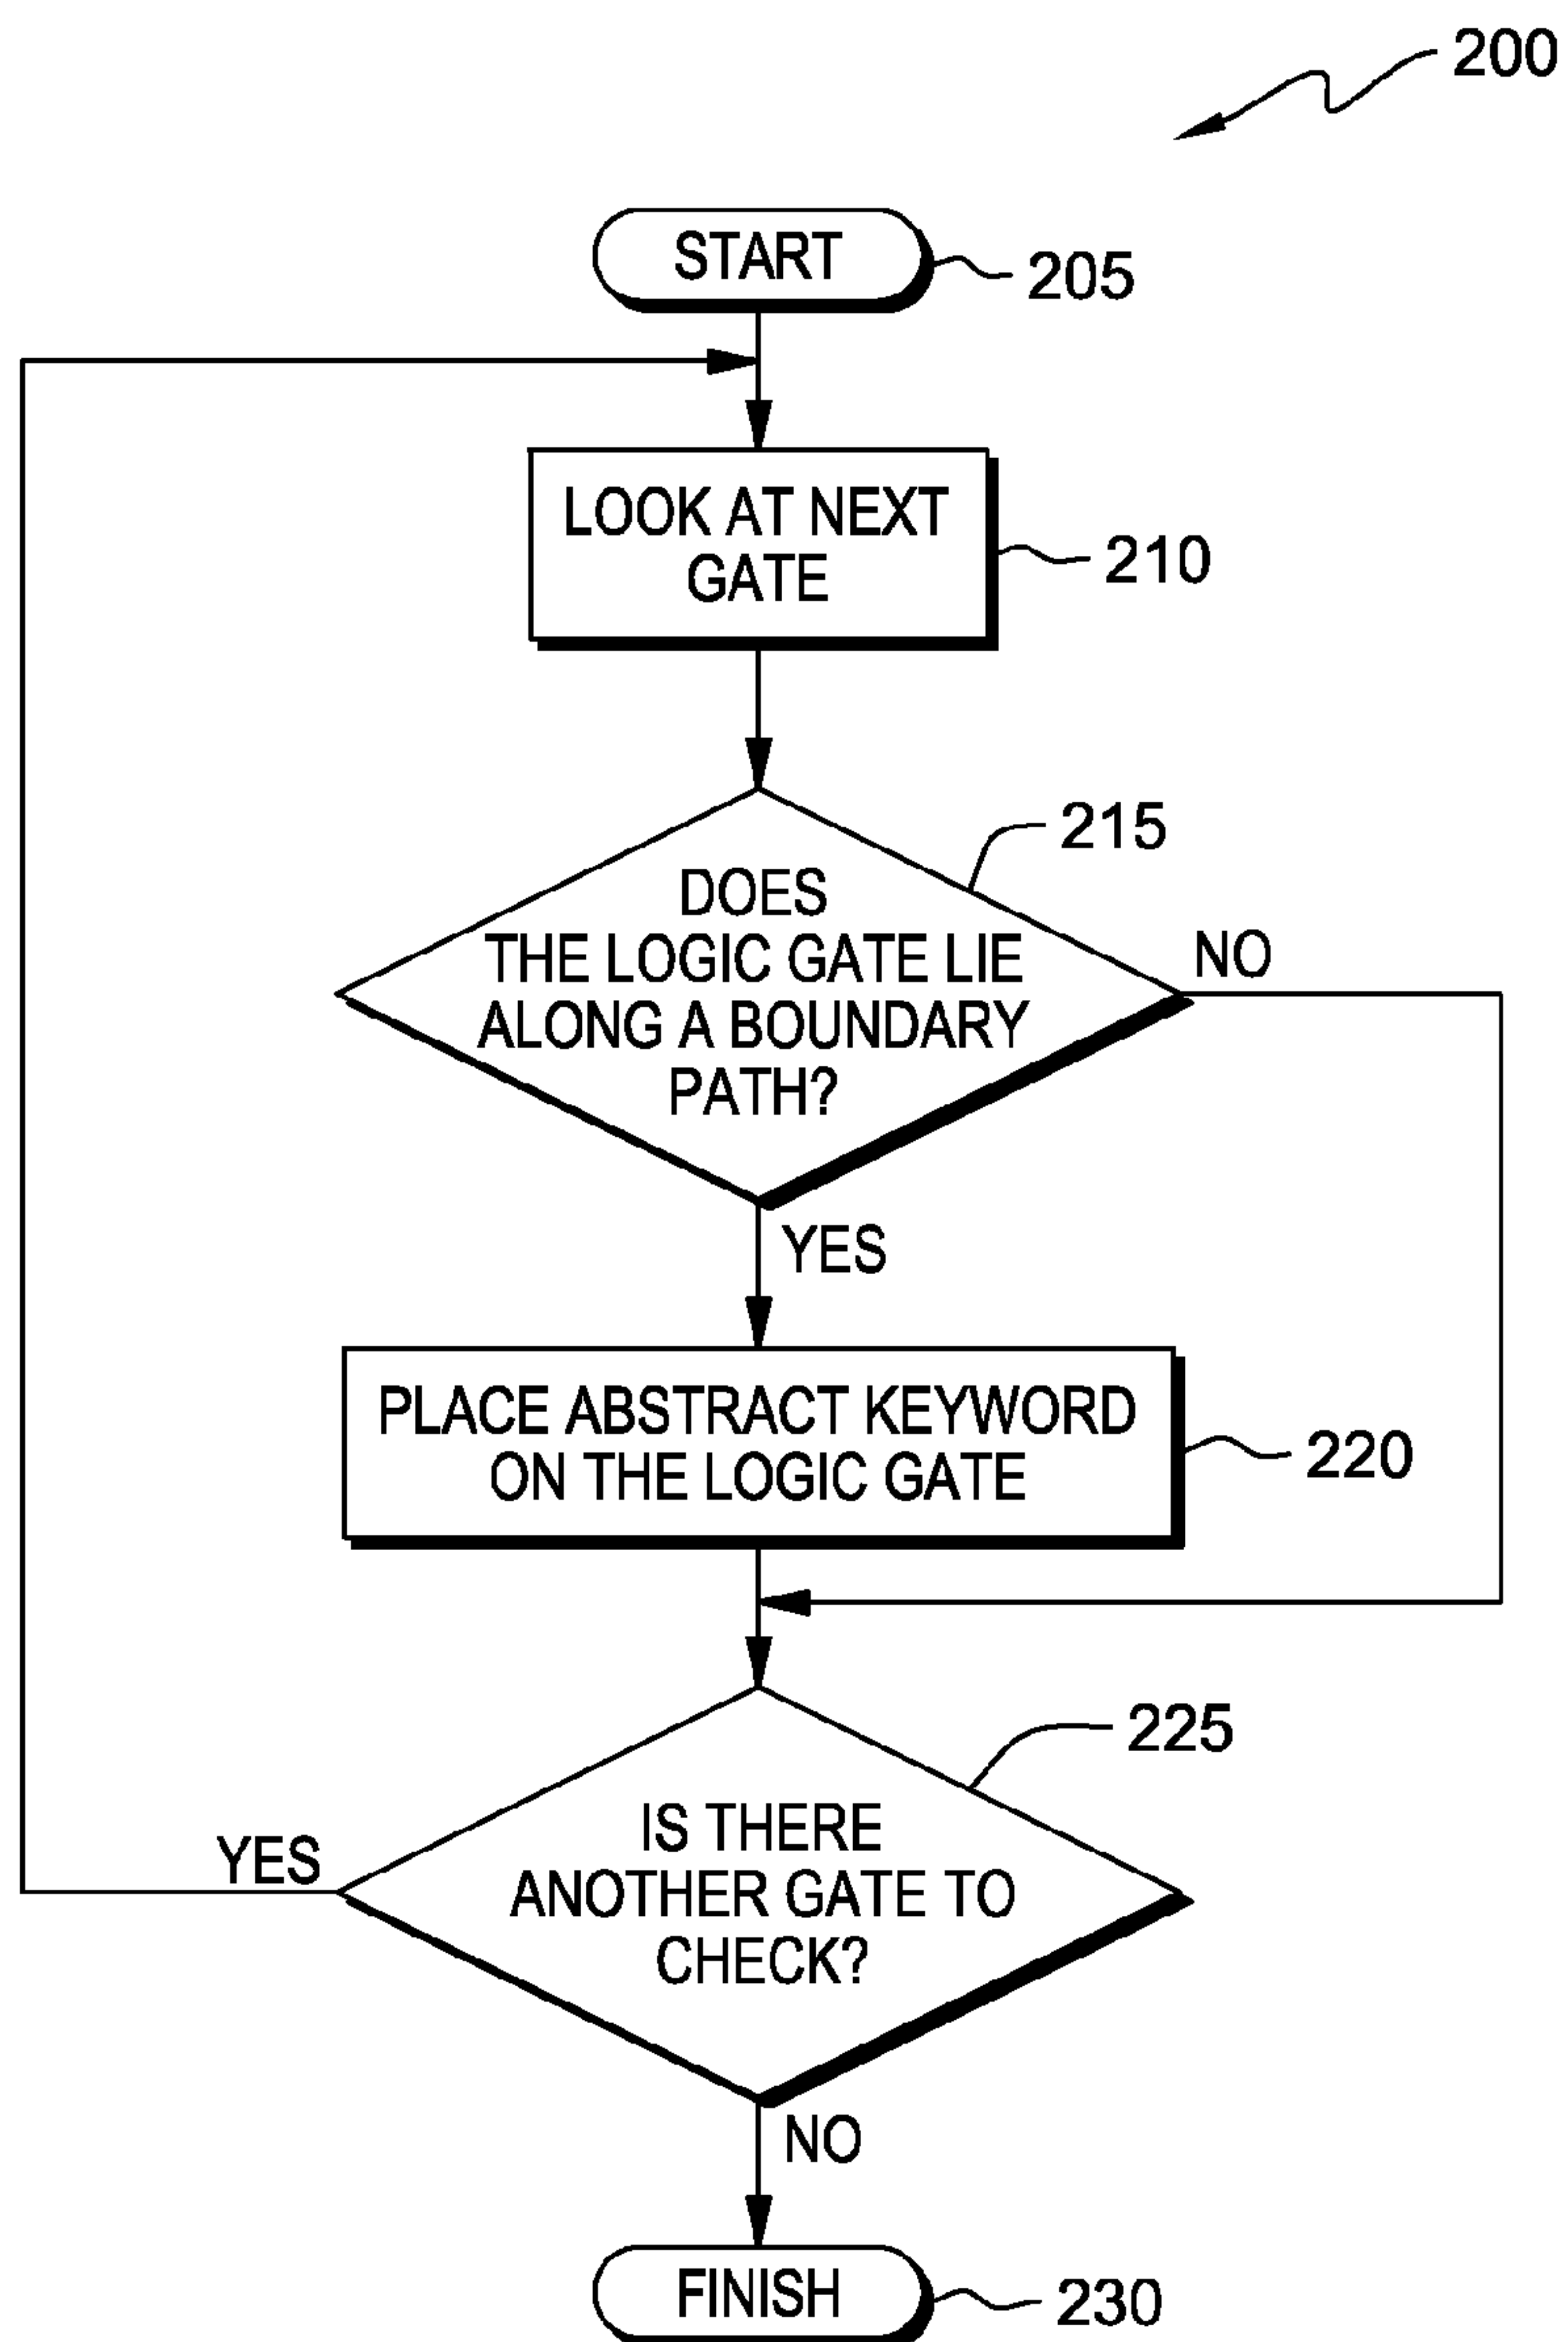 200
START
205
LOOK AT NEXT
GATE
210
215
DOES
THE LOGIC GATE LIE
ALONG A BOUNDARY
PATH?
NO
YES
PLACE ABSTRACT KEYWORD
ON THE LOGIC GATE
220
225
IS THERE
ANOTHER GATE TO
CHECK?
YES
NO
FINISH
230